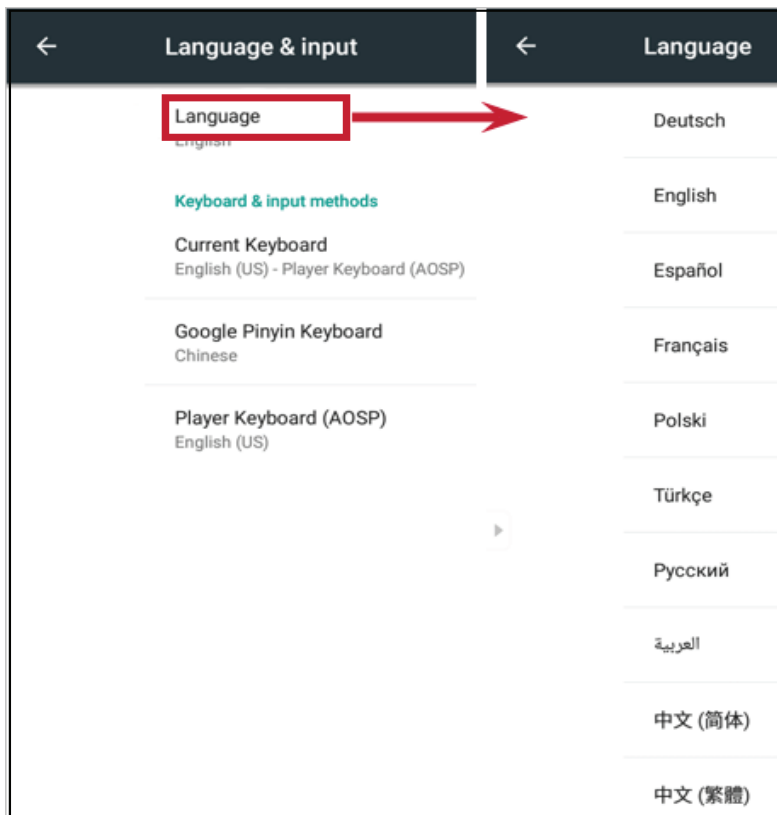 Language & input
Language
English
Keyboard & input methods
Current Keyboard
English (US) - Player Keyboard (AOSP)
Google Pinyin Keyboard
Chinese
Player Keyboard (AOSP)
English (US)
Language
Deutsch
English
Español
Français
Polski
Türkçe
Русский
العربية
中文 (简体)
中文 (繁體)